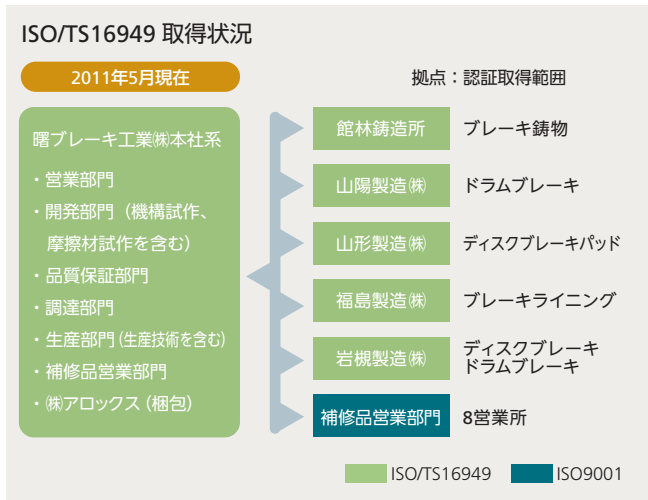 ISO/TS16949 取得状況
2011年5月現在
拠点：認証取得範囲
曙ブレーキ工業㈱本社系
・営業部門
・開発部門（機構試作、
摩擦材試作を含む）
・品質保証部門
・調達部門
・生産部門（生産技術を含む）
・補修品営業部門
・㈱アロックス（梱包）
館林鋳造所
ブレーキ鋳物
山陽製造㈱
ドラムブレーキ
山形製造㈱
ディスクブレーキパッド
福島製造㈱
ブレーキライニング
岩槻製造㈱
ディスクブレーキ
ドラムブレーキ
補修品営業部門
8営業所
ISO/TS16949
ISO9001